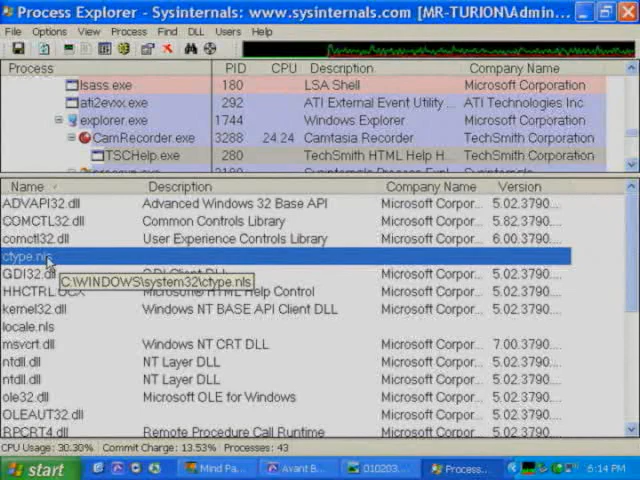 Process Explorer - Sysinternals: www.sysinternals.com [MR-TURION\Admin...
File Options View Process Find DLL Users Help
Process PID CPU Description Company Name
lsass.exe 180 LSA Shell Microsoft Corporation
ati2evxx.exe 292 ATI External Event Utility ... ATI Technologies Inc.
explorer.exe 1744 Windows Explorer Microsoft Corporation
CamRecorder.exe 3288 24.24 Camtasia Recorder TechSmith Corporation
TSCHelp.exe 280 TechSmith HTML Help H... TechSmith Corporation
Name Description Company Name Version
ADVAPI32.dll Advanced Windows 32 Base API Microsoft Corpor... 5.02.3790....
COMCTL32.dll Common Controls Library Microsoft Corpor... 5.82.3790....
comctl32.dll User Experience Controls Library Microsoft Corpor... 6.00.3790....
ctype.nls
GDI32.dll GDI Client DLL Microsoft Corpor... 5.02.3790....
C:\WINDOWS\system32\ctype.nls
HHCTRL.OCX Microsoft® HTML Help Control Microsoft Corpor... 5.02.3790....
kernel32.dll Windows NT BASE API Client DLL Microsoft Corpor... 5.02.3790....
locale.nls
msvcrt.dll Windows NT CRT DLL Microsoft Corpor... 7.00.3790....
ntdll.dll NT Layer DLL Microsoft Corpor... 5.02.3790....
ntdll.dll NT Layer DLL Microsoft Corpor... 5.02.3790....
ole32.dll Microsoft OLE for Windows Microsoft Corpor... 5.02.3790....
OLEAUT32.dll Microsoft Corpor... 5.02.3790....
RPCRT4.dll Remote Procedure Call Runtime Microsoft Corpor... 5.02.3790....
CPU Usage: 30.30% Commit Charge: 13.53% Processes: 43
start Mind Pa... Avant B... 010203.... Process... 6:14 PM